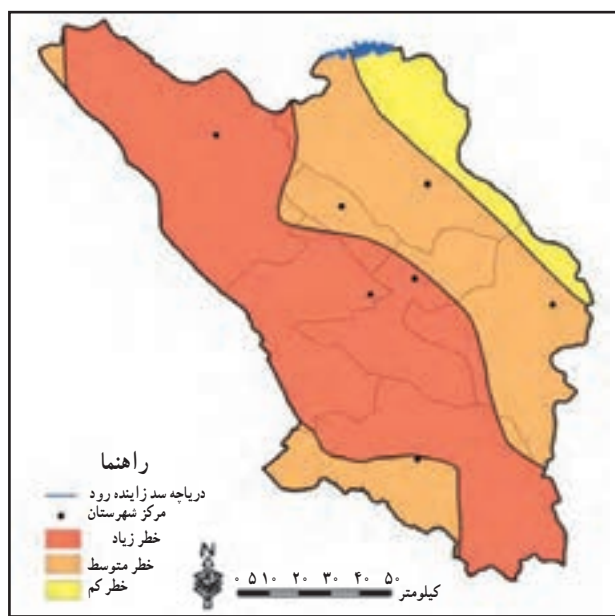 راهنما
دریاچه سد زاینده رود
مرکز شهرستان
خطر زیاد
خطر متوسط
خطر کم
N
۰ ۵ ۱۰ ۲۰ ۳۰ ۴۰ ۵۰
کیلومتر